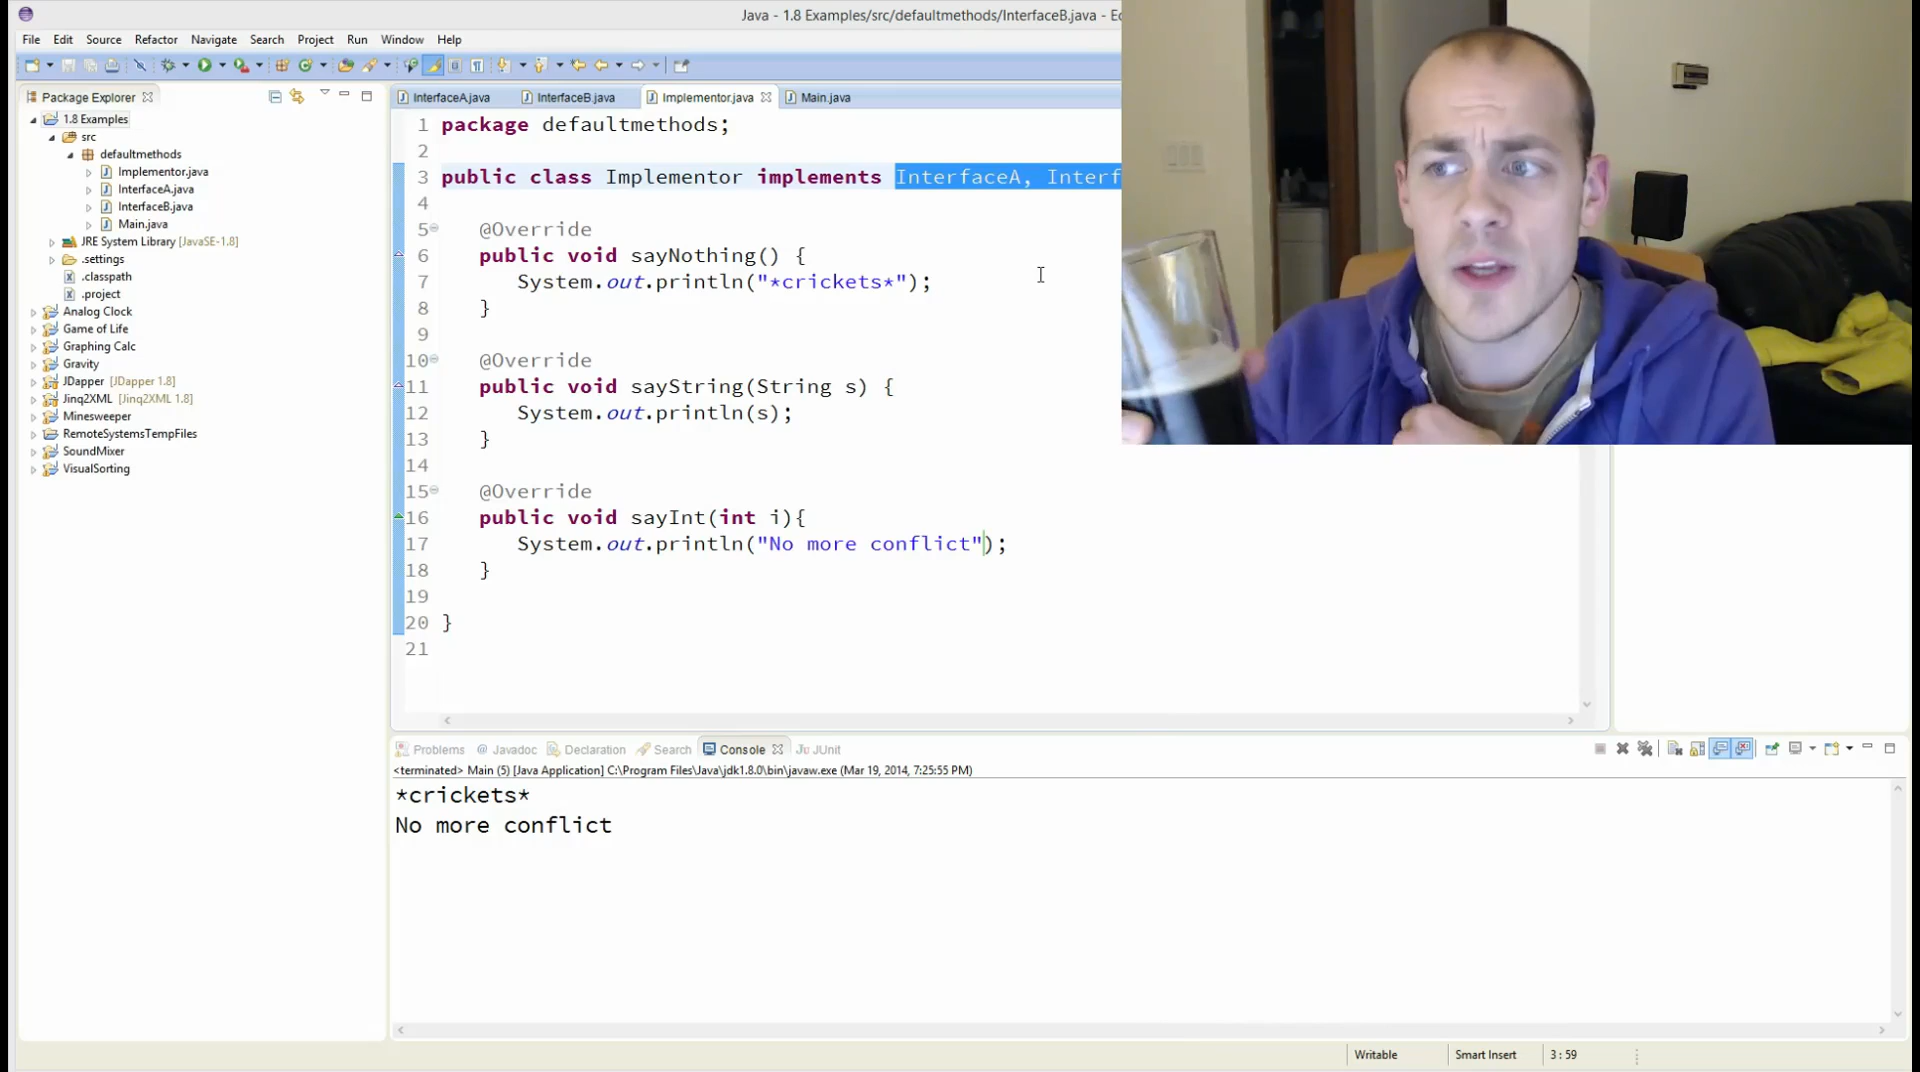 Java - 1.8 Examples/src/defaultmethods/InterfaceB.java - Ec
File Edit Source Refactor Navigate Search Project Run Window Help
Package Explorer
1.8 Examples
src
defaultmethods
Implementor.java
InterfaceA.java
InterfaceB.java
Main.java
JRE System Library [JavaSE-1.8]
.settings
.classpath
.project
Analog Clock
Game of Life
Graphing Calc
Gravity
JDapper [JDapper 1.8]
Jinq2XML [Jinq2XML 1.8]
Minesweeper
RemoteSystemsTempFiles
SoundMixer
VisualSorting
InterfaceA.java InterfaceB.java Implementor.java Main.java
1 package defaultmethods;
2
3 public class Implementor implements InterfaceA, Interf
4
5 @Override
6 public void sayNothing() {
7 System.out.println("*crickets*");
8 }
9
10 @Override
11 public void sayString(String s) {
12 System.out.println(s);
13 }
14
15 @Override
16 public void sayInt(int i){
17 System.out.println("No more conflict");
18 }
19
20 }
21
Problems @ Javadoc Declaration Search Console JUnit
<terminated> Main (5) [Java Application] C:\Program Files\Java\jdk1.8.0\bin\javaw.exe (Mar 19, 2014, 7:25:55 PM)
*crickets*
No more conflict
Writable Smart Insert 3 : 59